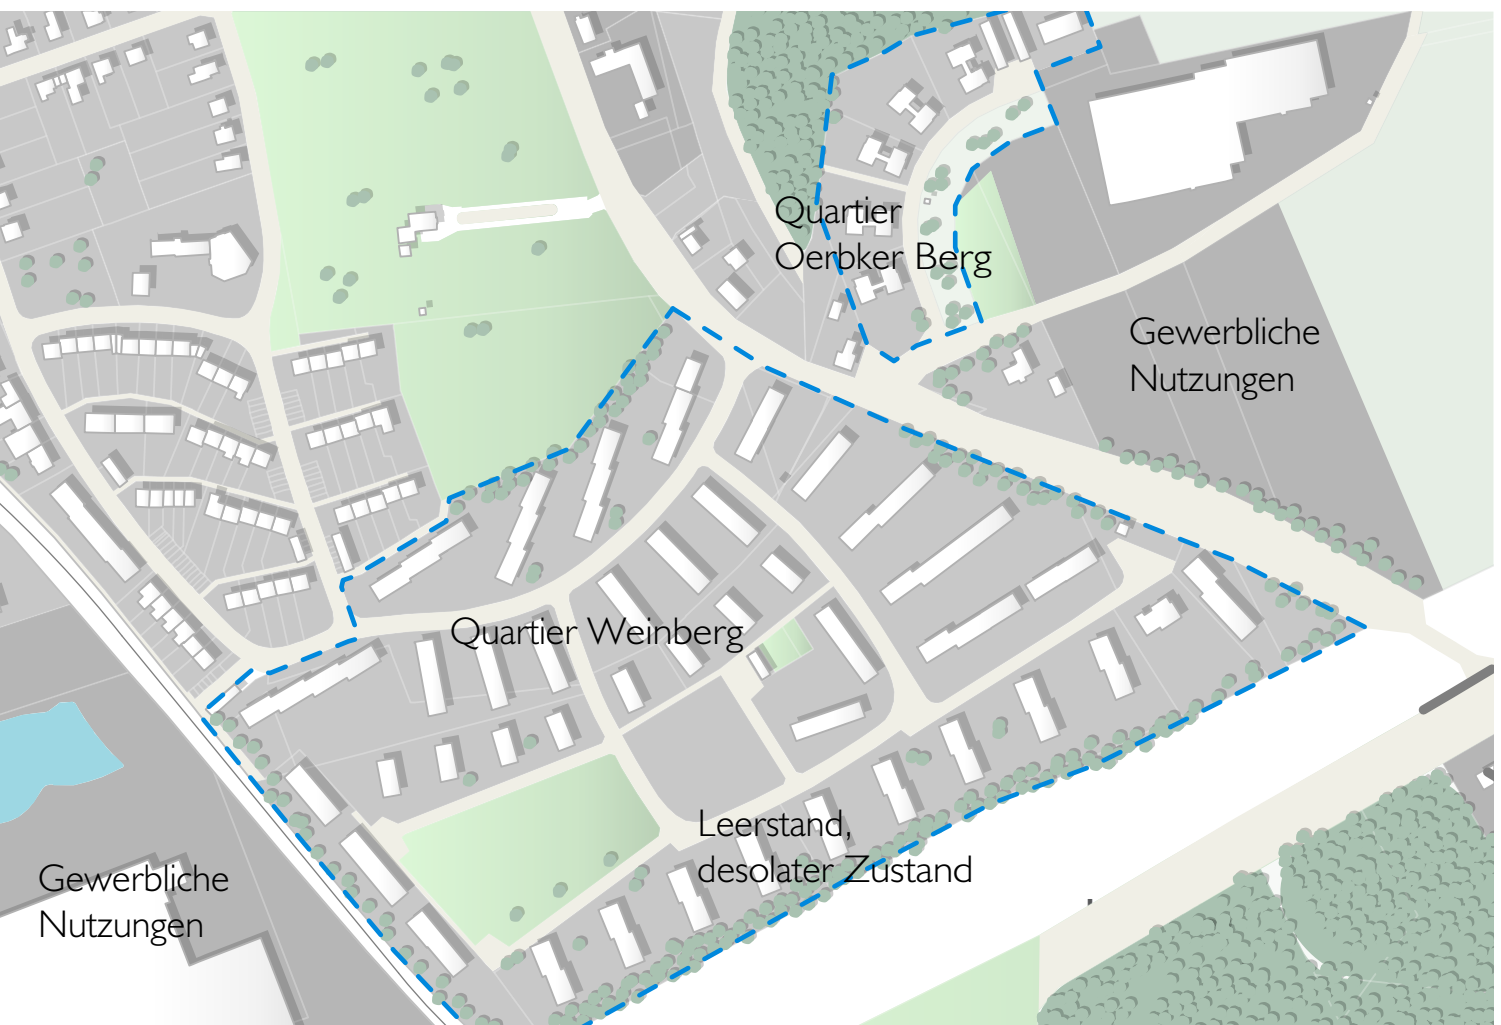 Quartier
Oerbker Berg
Gewerbliche
Nutzungen
Quartier Weinberg
Leerstand,
desolater Zustand
Gewerbliche
Nutzungen